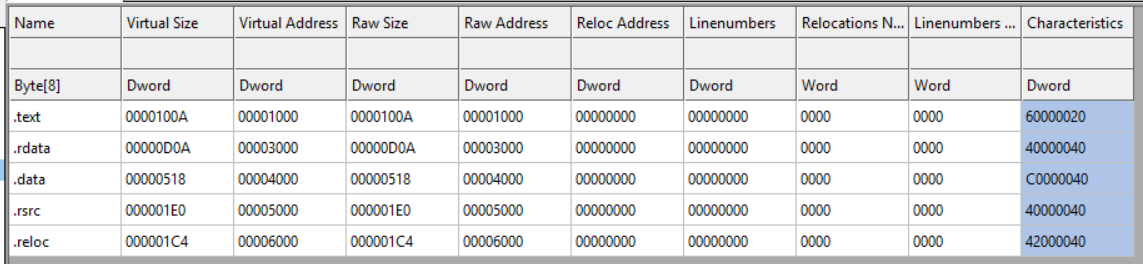 Name Virtual Size Virtual Address Raw Size Raw Address Reloc Address Linenumbers Relocations N... Linenumbers ... Characteristics
Byte[8] Dword Dword Dword Dword Dword Dword Word Word Dword
.text 0000100A 00001000 0000100A 00001000 00000000 00000000 0000 0000 60000020
.rdata 00000D0A 00003000 00000D0A 00003000 00000000 00000000 0000 0000 40000040
.data 00000518 00004000 00000518 00004000 00000000 00000000 0000 0000 C0000040
.rsrc 000001E0 00005000 000001E0 00005000 00000000 00000000 0000 0000 40000040
.reloc 000001C4 00006000 000001C4 00006000 00000000 00000000 0000 0000 42000040